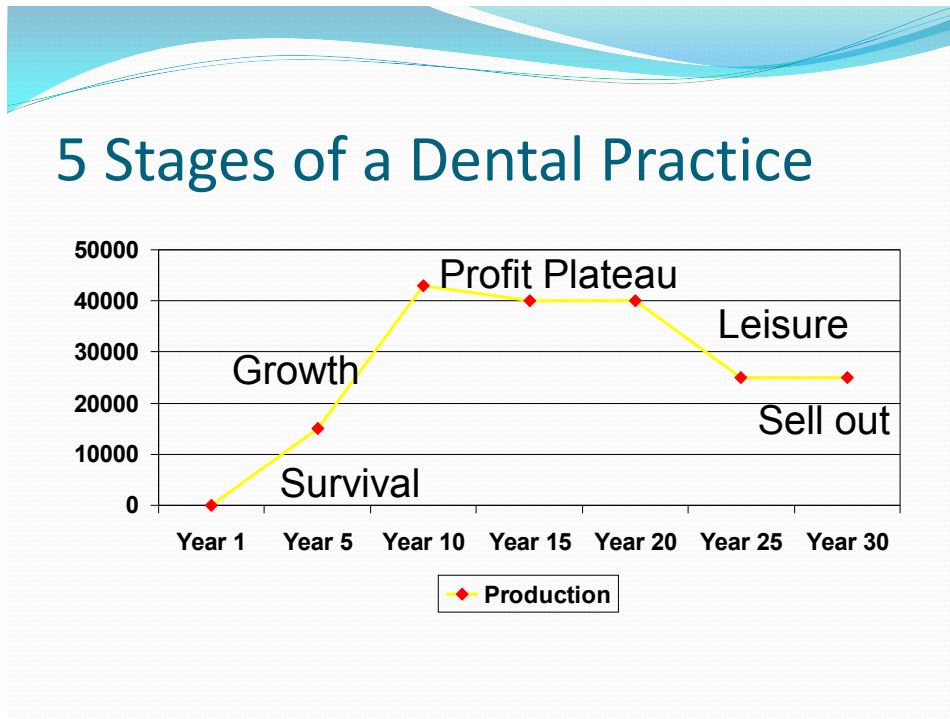 5 Stages of a Dental Practice
50000
40000
30000
20000
10000
0
Profit Plateau
Leisure
Growth
Sell out
Survival
Year 1 Year 5 Year 10 Year 15 Year 20 Year 25 Year 30
Production